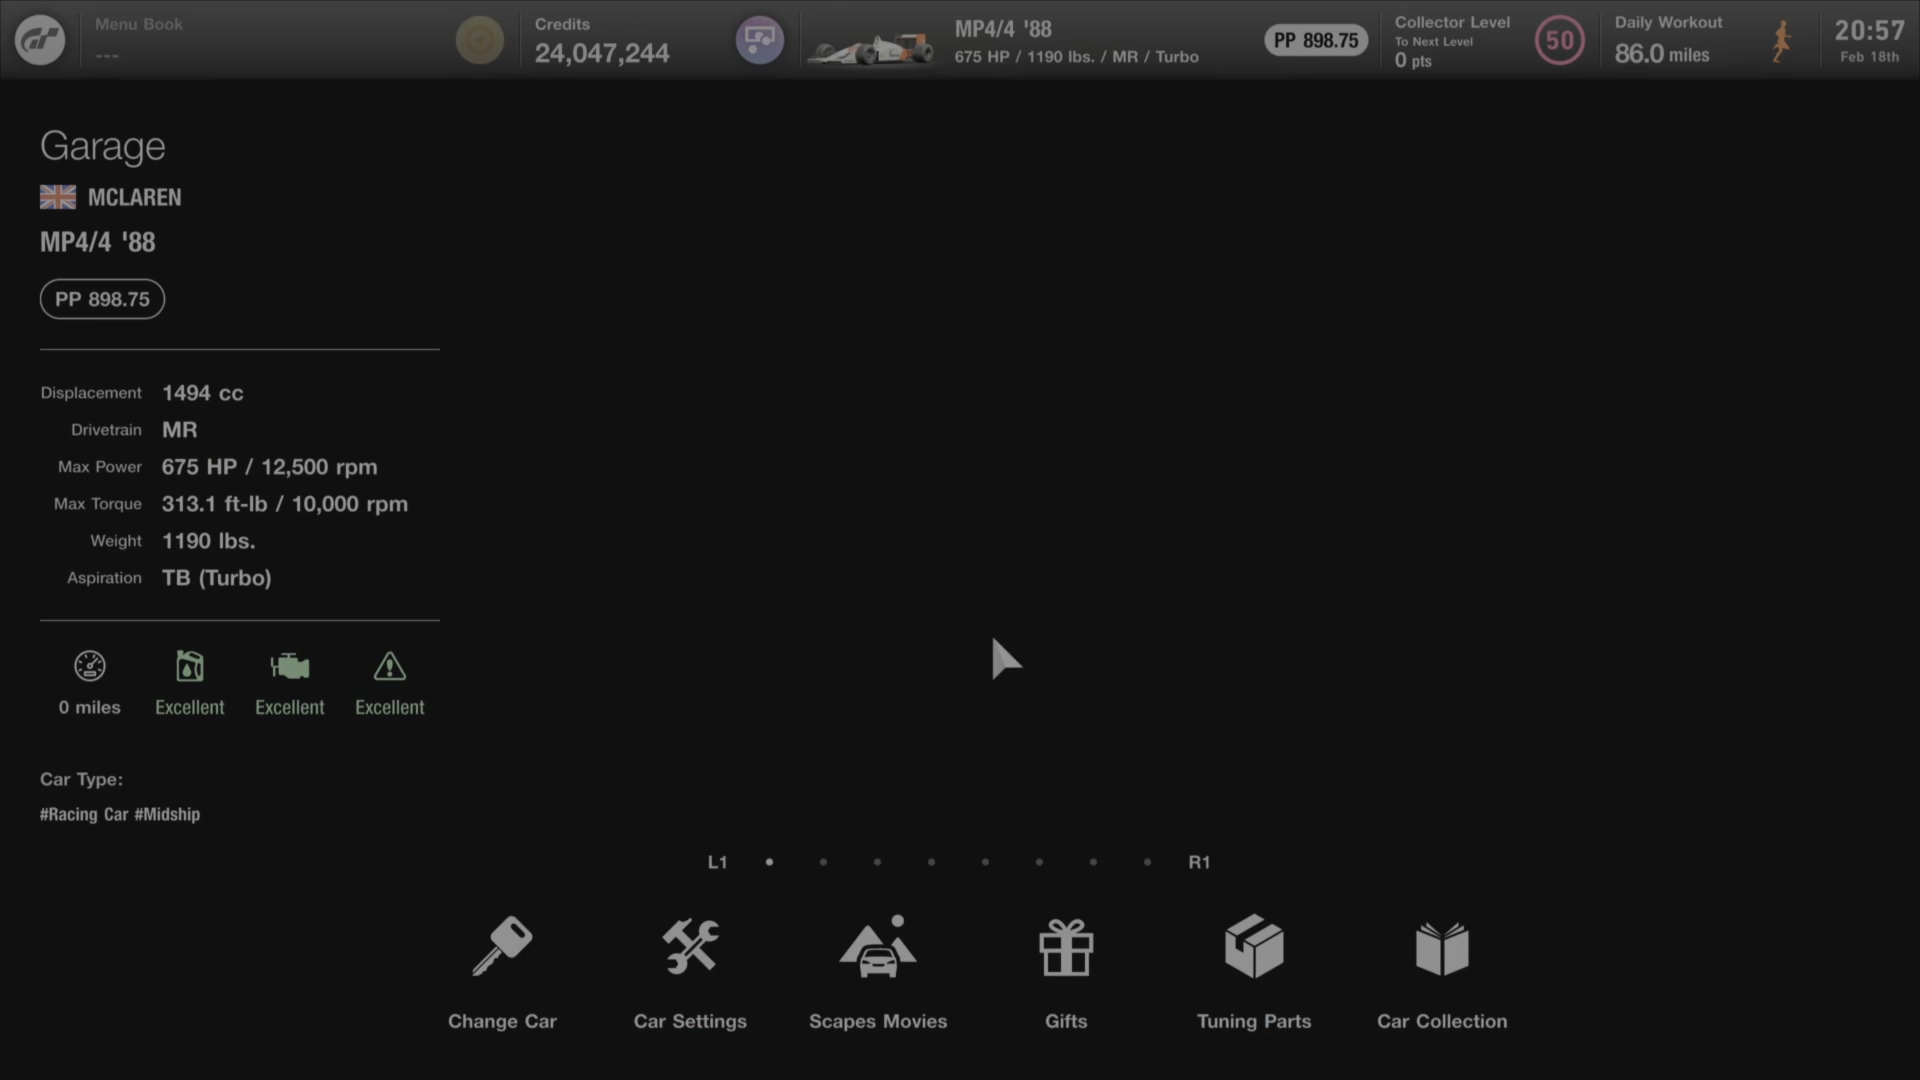 Menu Book
---
Credits
24,047,244
MP4/4 '88
675 HP / 1190 lbs. / MR / Turbo
PP 898.75
Collector Level
To Next Level
0 pts
50
Daily Workout
86.0 miles
20:57
Feb 18th
Garage
MCLAREN
MP4/4 '88
PP 898.75
Displacement 1494 cc
Drivetrain MR
Max Power 675 HP / 12,500 rpm
Max Torque 313.1 ft-lb / 10,000 rpm
Weight 1190 lbs.
Aspiration TB (Turbo)
0 miles Excellent Excellent Excellent
Car Type:
#Racing Car #Midship
L1 R1
Change Car Car Settings Scapes Movies Gifts Tuning Parts Car Collection